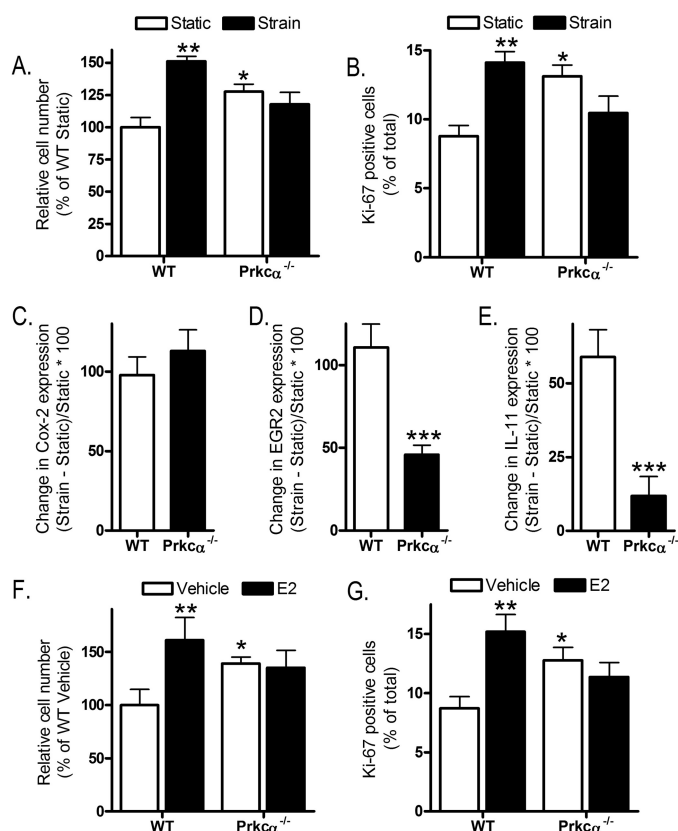 Static Strain
A.
Relative cell number
(% of WT Static)
150
125
100
75
50
25
0
**
*
WT Prkcα -/-
B.
Ki-67 positive cells
(% of total)
15
10
5
0
**
*
WT Prkcα -/-
C.
Change in Cox-2 expression
(Strain - Static)/Static * 100
100
50
0
WT Prkcα -/-
D.
Change in EGR2 expression
(Strain - Static)/Static * 100
100
50
0
***
WT Prkcα -/-
E.
Change in IL-11 expression
(Strain - Static)/Static * 100
50
25
0
***
WT Prkcα -/-
F.
Vehicle E2
Relative cell number
(% of WT Vehicle)
150
100
50
0
**
*
WT Prkcα -/-
G.
Vehicle E2
Ki-67 positive cells
(% of total)
15
10
5
0
**
*
WT Prkcα -/-